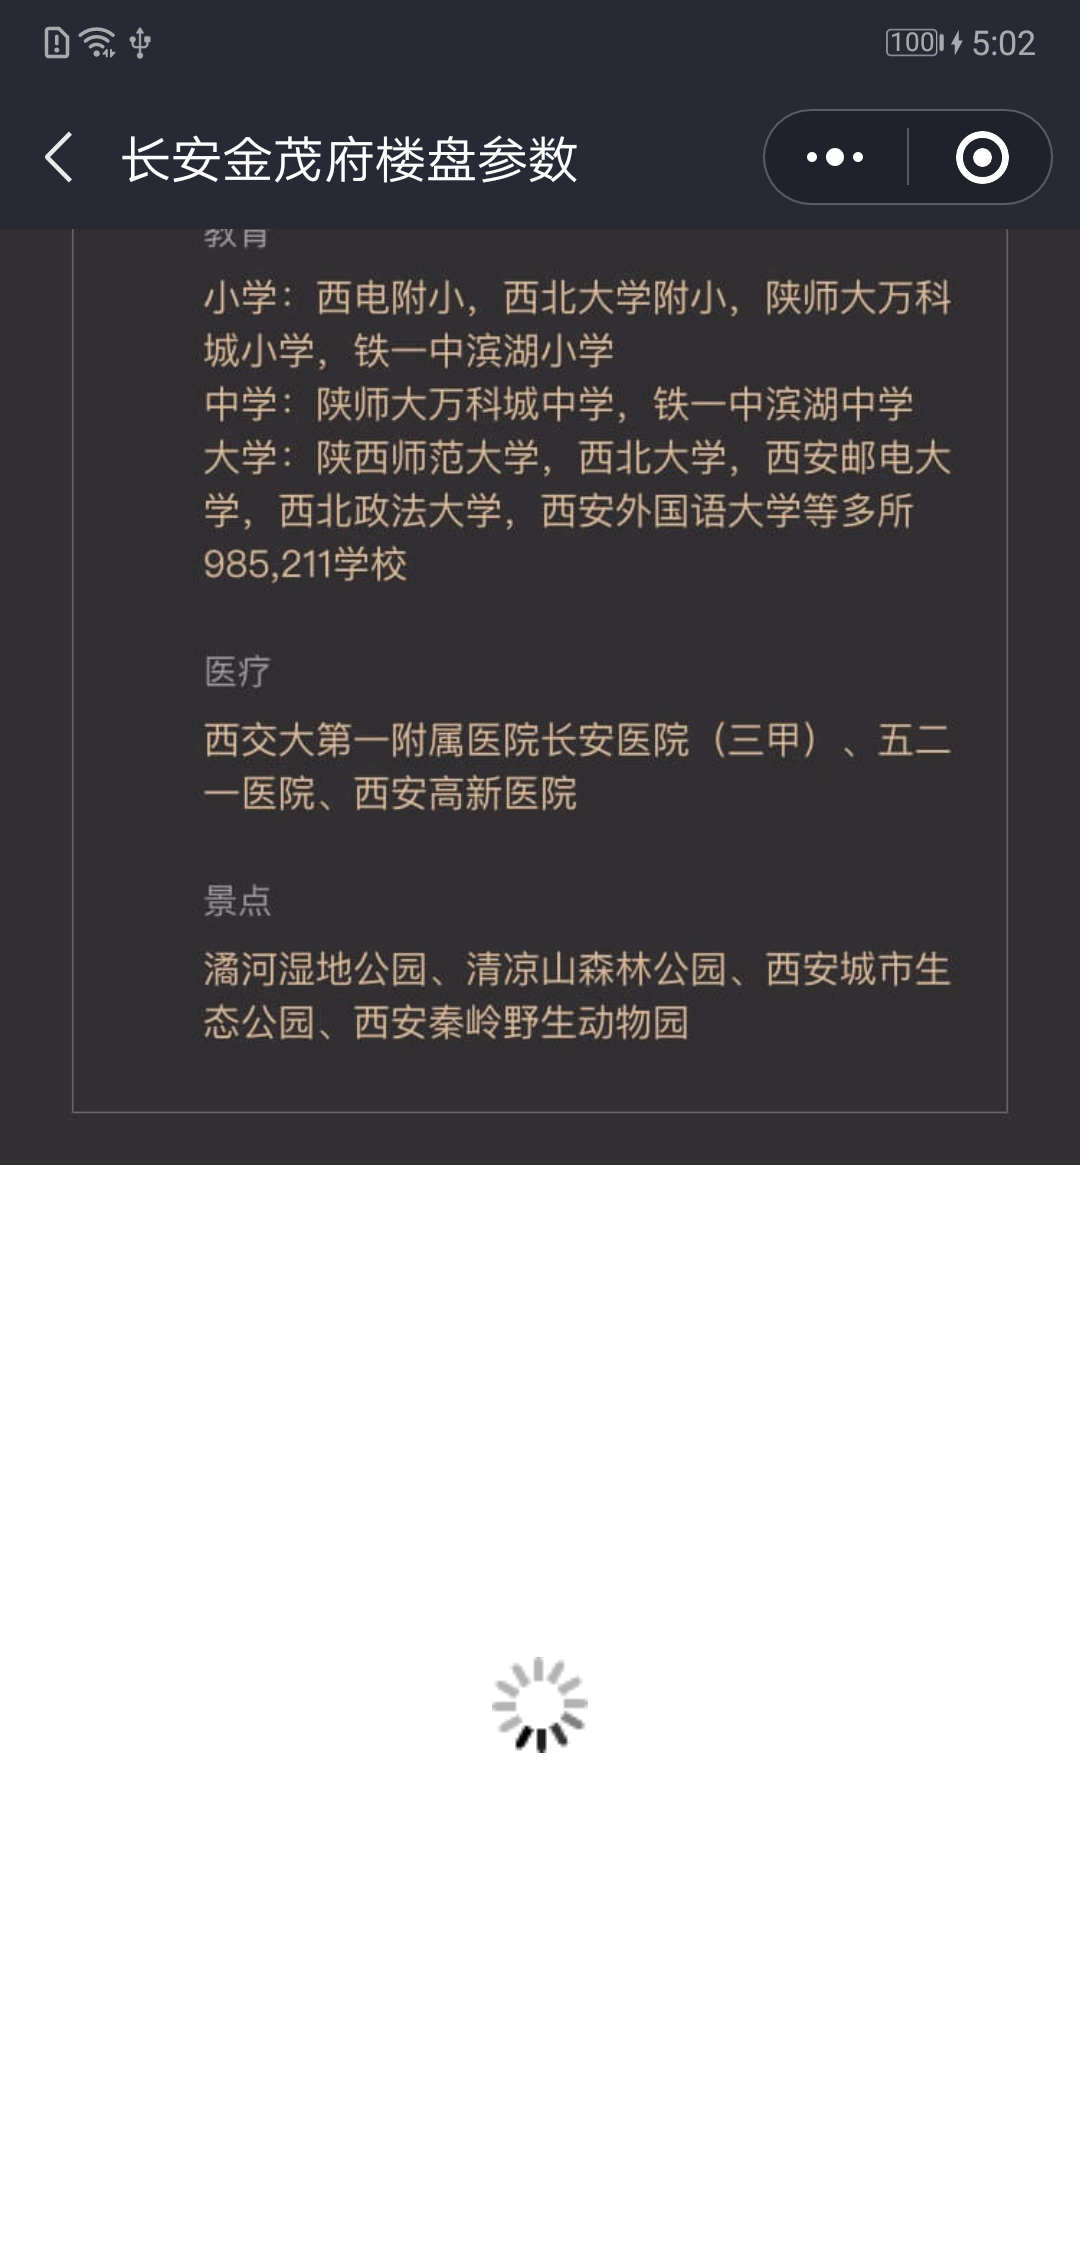 100 5:02
长安金茂府楼盘参数
教育
小学：西电附小，西北大学附小，陕师大万科
城小学，铁一中滨湖小学
中学：陕师大万科城中学，铁一中滨湖中学
大学：陕西师范大学，西北大学，西安邮电大
学，西北政法大学，西安外国语大学等多所
985,211学校
医疗
西交大第一附属医院长安医院（三甲）、五二
一医院、西安高新医院
景点
潏河湿地公园、清凉山森林公园、西安城市生
态公园、西安秦岭野生动物园